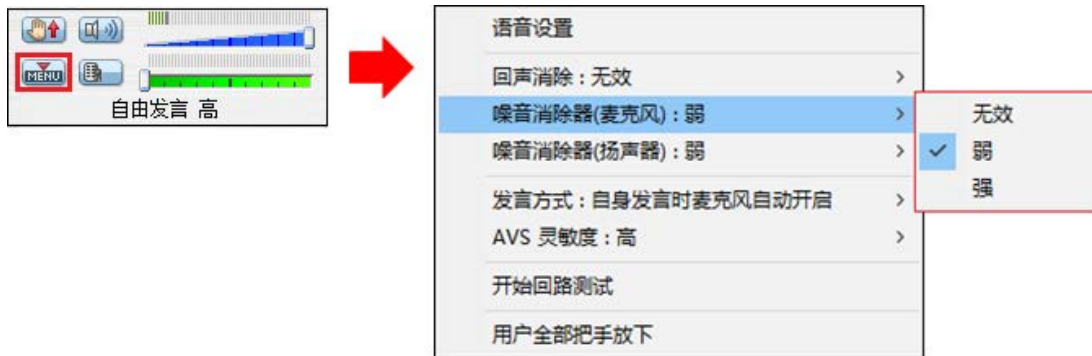 MENU
自由发言 高
语音设置
回声消除：无效
噪音消除器(麦克风)：弱
噪音消除器(扬声器)：弱
发言方式：自身发言时麦克风自动开启
AVS 灵敏度：高
开始回路测试
用户全部把手放下
无效
弱
强